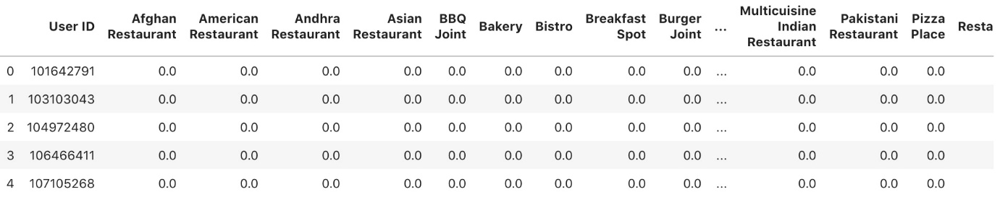 User ID Afghan Restaurant American Restaurant Andhra Restaurant Asian Restaurant BBQ Joint Bakery Bistro Breakfast Spot Burger Joint ... Multicuisine Indian Restaurant Pakistani Restaurant Pizza Place Resta
0 101642791 0.0 0.0 0.0 0.0 0.0 0.0 0.0 0.0 0.0 ... 0.0 0.0 0.0
1 103103043 0.0 0.0 0.0 0.0 0.0 0.0 0.0 0.0 0.0 ... 0.0 0.0 0.0
2 104972480 0.0 0.0 0.0 0.0 0.0 0.0 0.0 0.0 0.0 ... 0.0 0.0 0.0
3 106466411 0.0 0.0 0.0 0.0 0.0 0.0 0.0 0.0 0.0 ... 0.0 0.0 0.0
4 107105268 0.0 0.0 0.0 0.0 0.0 0.0 0.0 0.0 0.0 ... 0.0 0.0 0.0